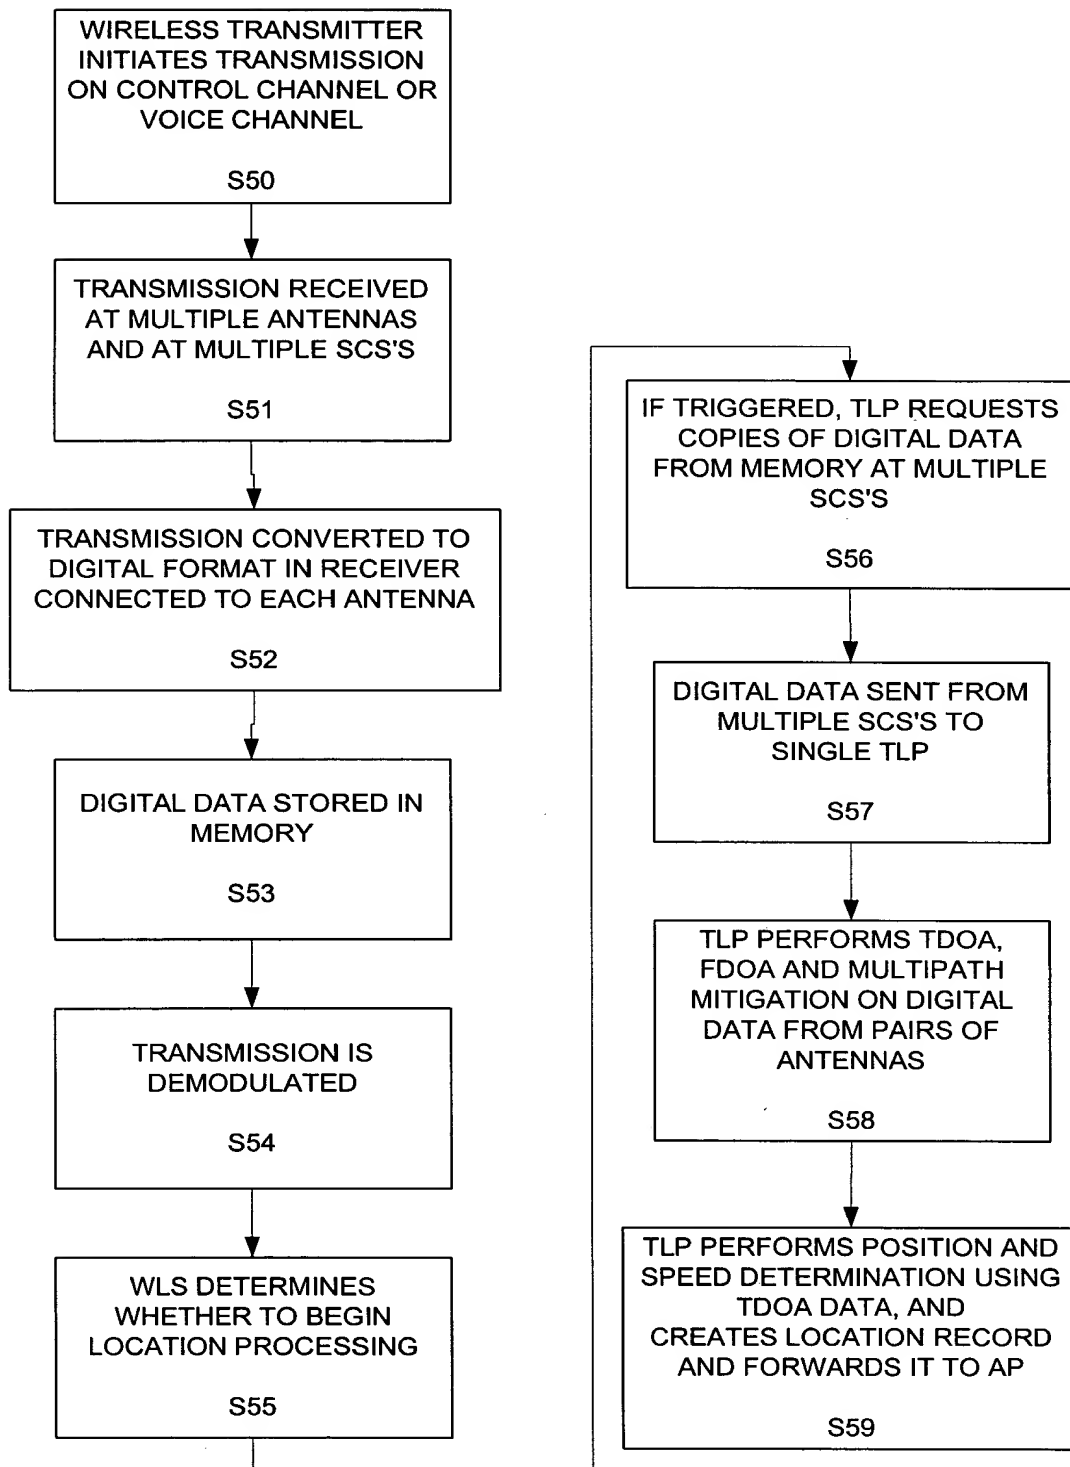 WIRELESS TRANSMITTER
INITIATES TRANSMISSION
ON CONTROL CHANNEL OR
VOICE CHANNEL
S50
TRANSMISSION RECEIVED
AT MULTIPLE ANTENNAS
AND AT MULTIPLE SCS'S
S51
TRANSMISSION CONVERTED TO
DIGITAL FORMAT IN RECEIVER
CONNECTED TO EACH ANTENNA
S52
DIGITAL DATA STORED IN
MEMORY
S53
TRANSMISSION IS
DEMODULATED
S54
WLS DETERMINES
WHETHER TO BEGIN
LOCATION PROCESSING
S55
IF TRIGGERED, TLP REQUESTS
COPIES OF DIGITAL DATA
FROM MEMORY AT MULTIPLE
SCS'S
S56
DIGITAL DATA SENT FROM
MULTIPLE SCS'S TO
SINGLE TLP
S57
TLP PERFORMS TDOA,
FDOA AND MULTIPATH
MITIGATION ON DIGITAL
DATA FROM PAIRS OF
ANTENNAS
S58
TLP PERFORMS POSITION AND
SPEED DETERMINATION USING
TDOA DATA, AND
CREATES LOCATION RECORD
AND FORWARDS IT TO AP
S59